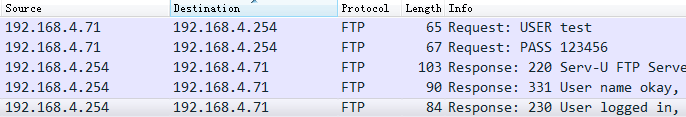 Source Destination Protocol Length Info
192.168.4.71 192.168.4.254 FTP 65 Request: USER test
192.168.4.71 192.168.4.254 FTP 67 Request: PASS 123456
192.168.4.254 192.168.4.71 FTP 103 Response: 220 Serv-U FTP Serve
192.168.4.254 192.168.4.71 FTP 90 Response: 331 User name okay,
192.168.4.254 192.168.4.71 FTP 84 Response: 230 User logged in,